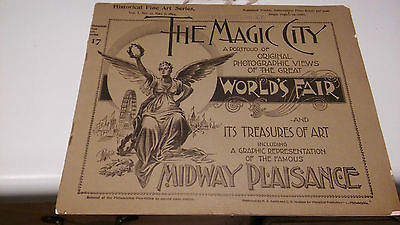 Historical Fine Art Series.
17
THE MAGIC CITY
A PORTFOLIO OF
ORIGINAL
PHOTOGRAPHIC VIEWS
OF THE GREAT
WORLD'S FAIR
AND
ITS TREASURES OF ART
INCLUDING
A GRAPHIC REPRESENTATION
OF THE FAMOUS
MIDWAY PLAISANCE